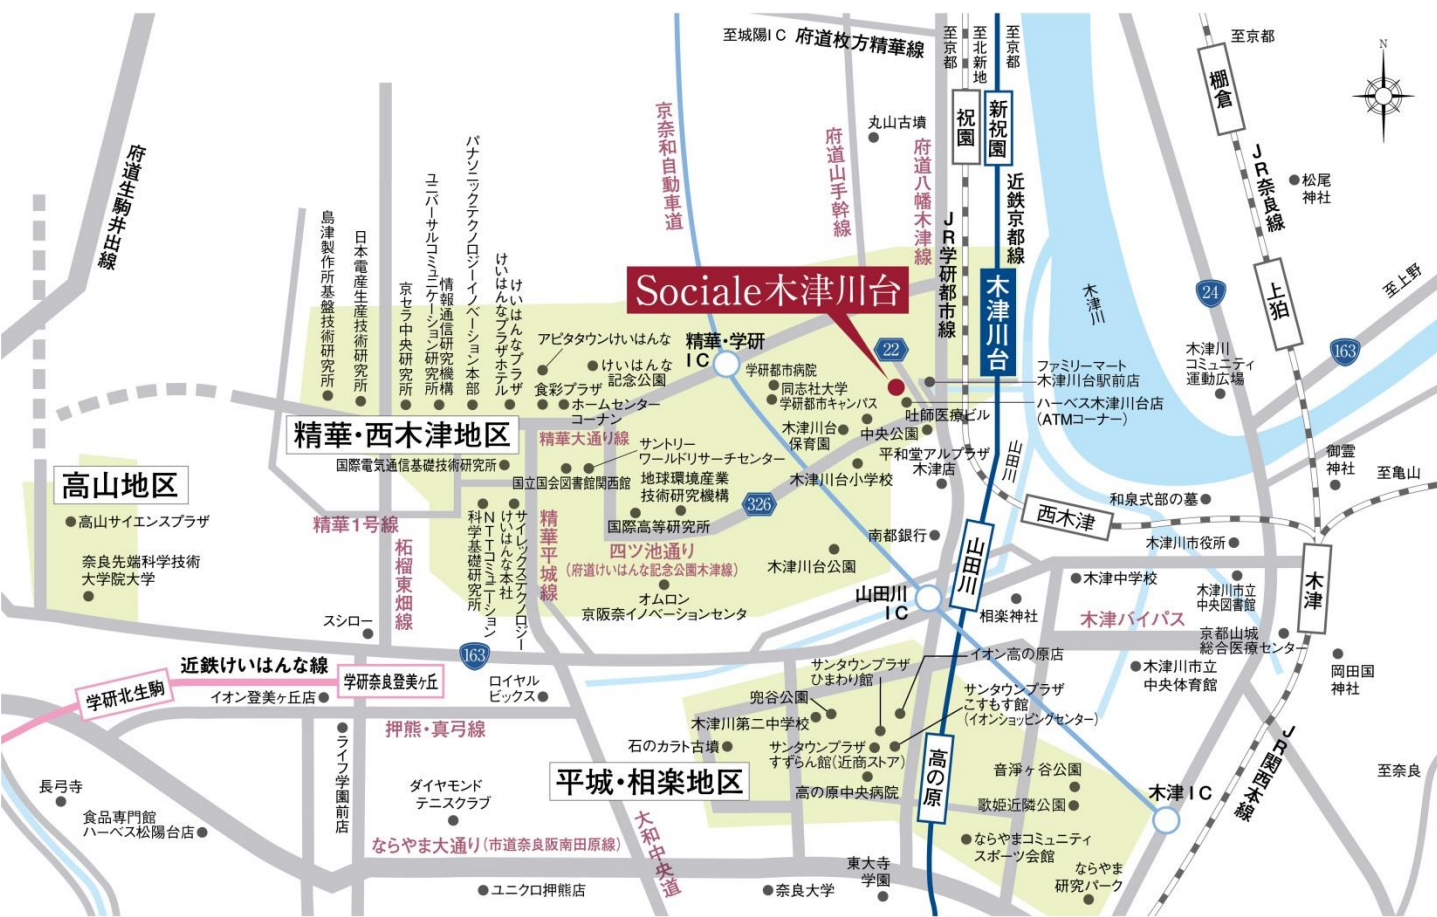 至城陽IC 府道枚方精華線
至京都
至北新地
至京都
至京都
N
棚倉
祝園
新祝園
丸山古墳
京奈和自動車道
府道山手幹線
府道八幡木津線
府道生駒井出線
JR学研都市線
近鉄京都線
JR奈良線
松尾
神社
上狛
24
至上野
163
木津川
木津川台
Sociale木津川台
22
島津製作所基盤技術研究所
日本電産生産技術研究所
京セラ中央研究所
情報通信研究機構
ユニバーサルコミュニケーション研究所
パナソニックテクノロジーイノベーション本部
けいはんなプラザ
けいはんなプラザホテル
アピタタウンけいはんな
けいはんな
記念公園
食彩プラザ
ホームセンター
コーナン
精華・学研
IC
学研都市病院
同志社大学
学研都市キャンパス
木津川台
保育園
中央公園
吐師医療ビル
ファミリーマート
木津川台駅前店
ハーベス木津川台店
(ATMコーナー)
木津川
コミュニティ
運動広場
精華・西木津地区
精華大通り線
国際電気通信基礎技術研究所
サントリー
ワールドリサーチセンター
国立国会図書館関西館
地球環境産業
技術研究機構
国際高等研究所
木津川台小学校
平和堂アルプラザ
木津店
山田川
御霊
神社
至亀山
326
高山地区
高山サイエンスプラザ
奈良先端科学技術
大学院大学
精華1号線
柘榴東畑線
NTTコミュニケーション
科学基礎研究所
サイレックステクノロジー
けいはんな本社
精華平城線
四ツ池通り
(府道けいはんな記念公園木津線)
オムロン
京阪奈イノベーションセンタ
木津川台公園
南都銀行
西木津
和泉式部の墓
木津川市役所
山田川
木津
山田川
IC
相楽神社
木津中学校
木津川市立
中央図書館
木津バイパス
京都山城
総合医療センター
木津川市立
中央体育館
岡田国
神社
スシロー
163
近鉄けいはんな線
学研北生駒
学研奈良登美ヶ丘
イオン登美ヶ丘店
ロイヤル
ビックス
押熊・真弓線
サンタウンプラザ
ひまわり館
イオン高の原店
兜谷公園
木津川第二中学校
サンタウンプラザ
こすもす館
(イオンショッピングセンター)
石のカラト古墳
サンタウンプラザ
すずらん館(近商ストア)
平城・相楽地区
高の原中央病院
高の原
音浄ヶ谷公園
歌姫近隣公園
木津IC
JR関西本線
至奈良
長弓寺
食品専門館
ハーベス松陽台店
ライフ学園前店
ダイヤモンド
テニスクラブ
ならやま大通り(市道奈良阪南田原線)
大和中央道
ならやまコミュニティ
スポーツ会館
ならやま
研究パーク
ユニクロ押熊店
奈良大学
東大寺
学園